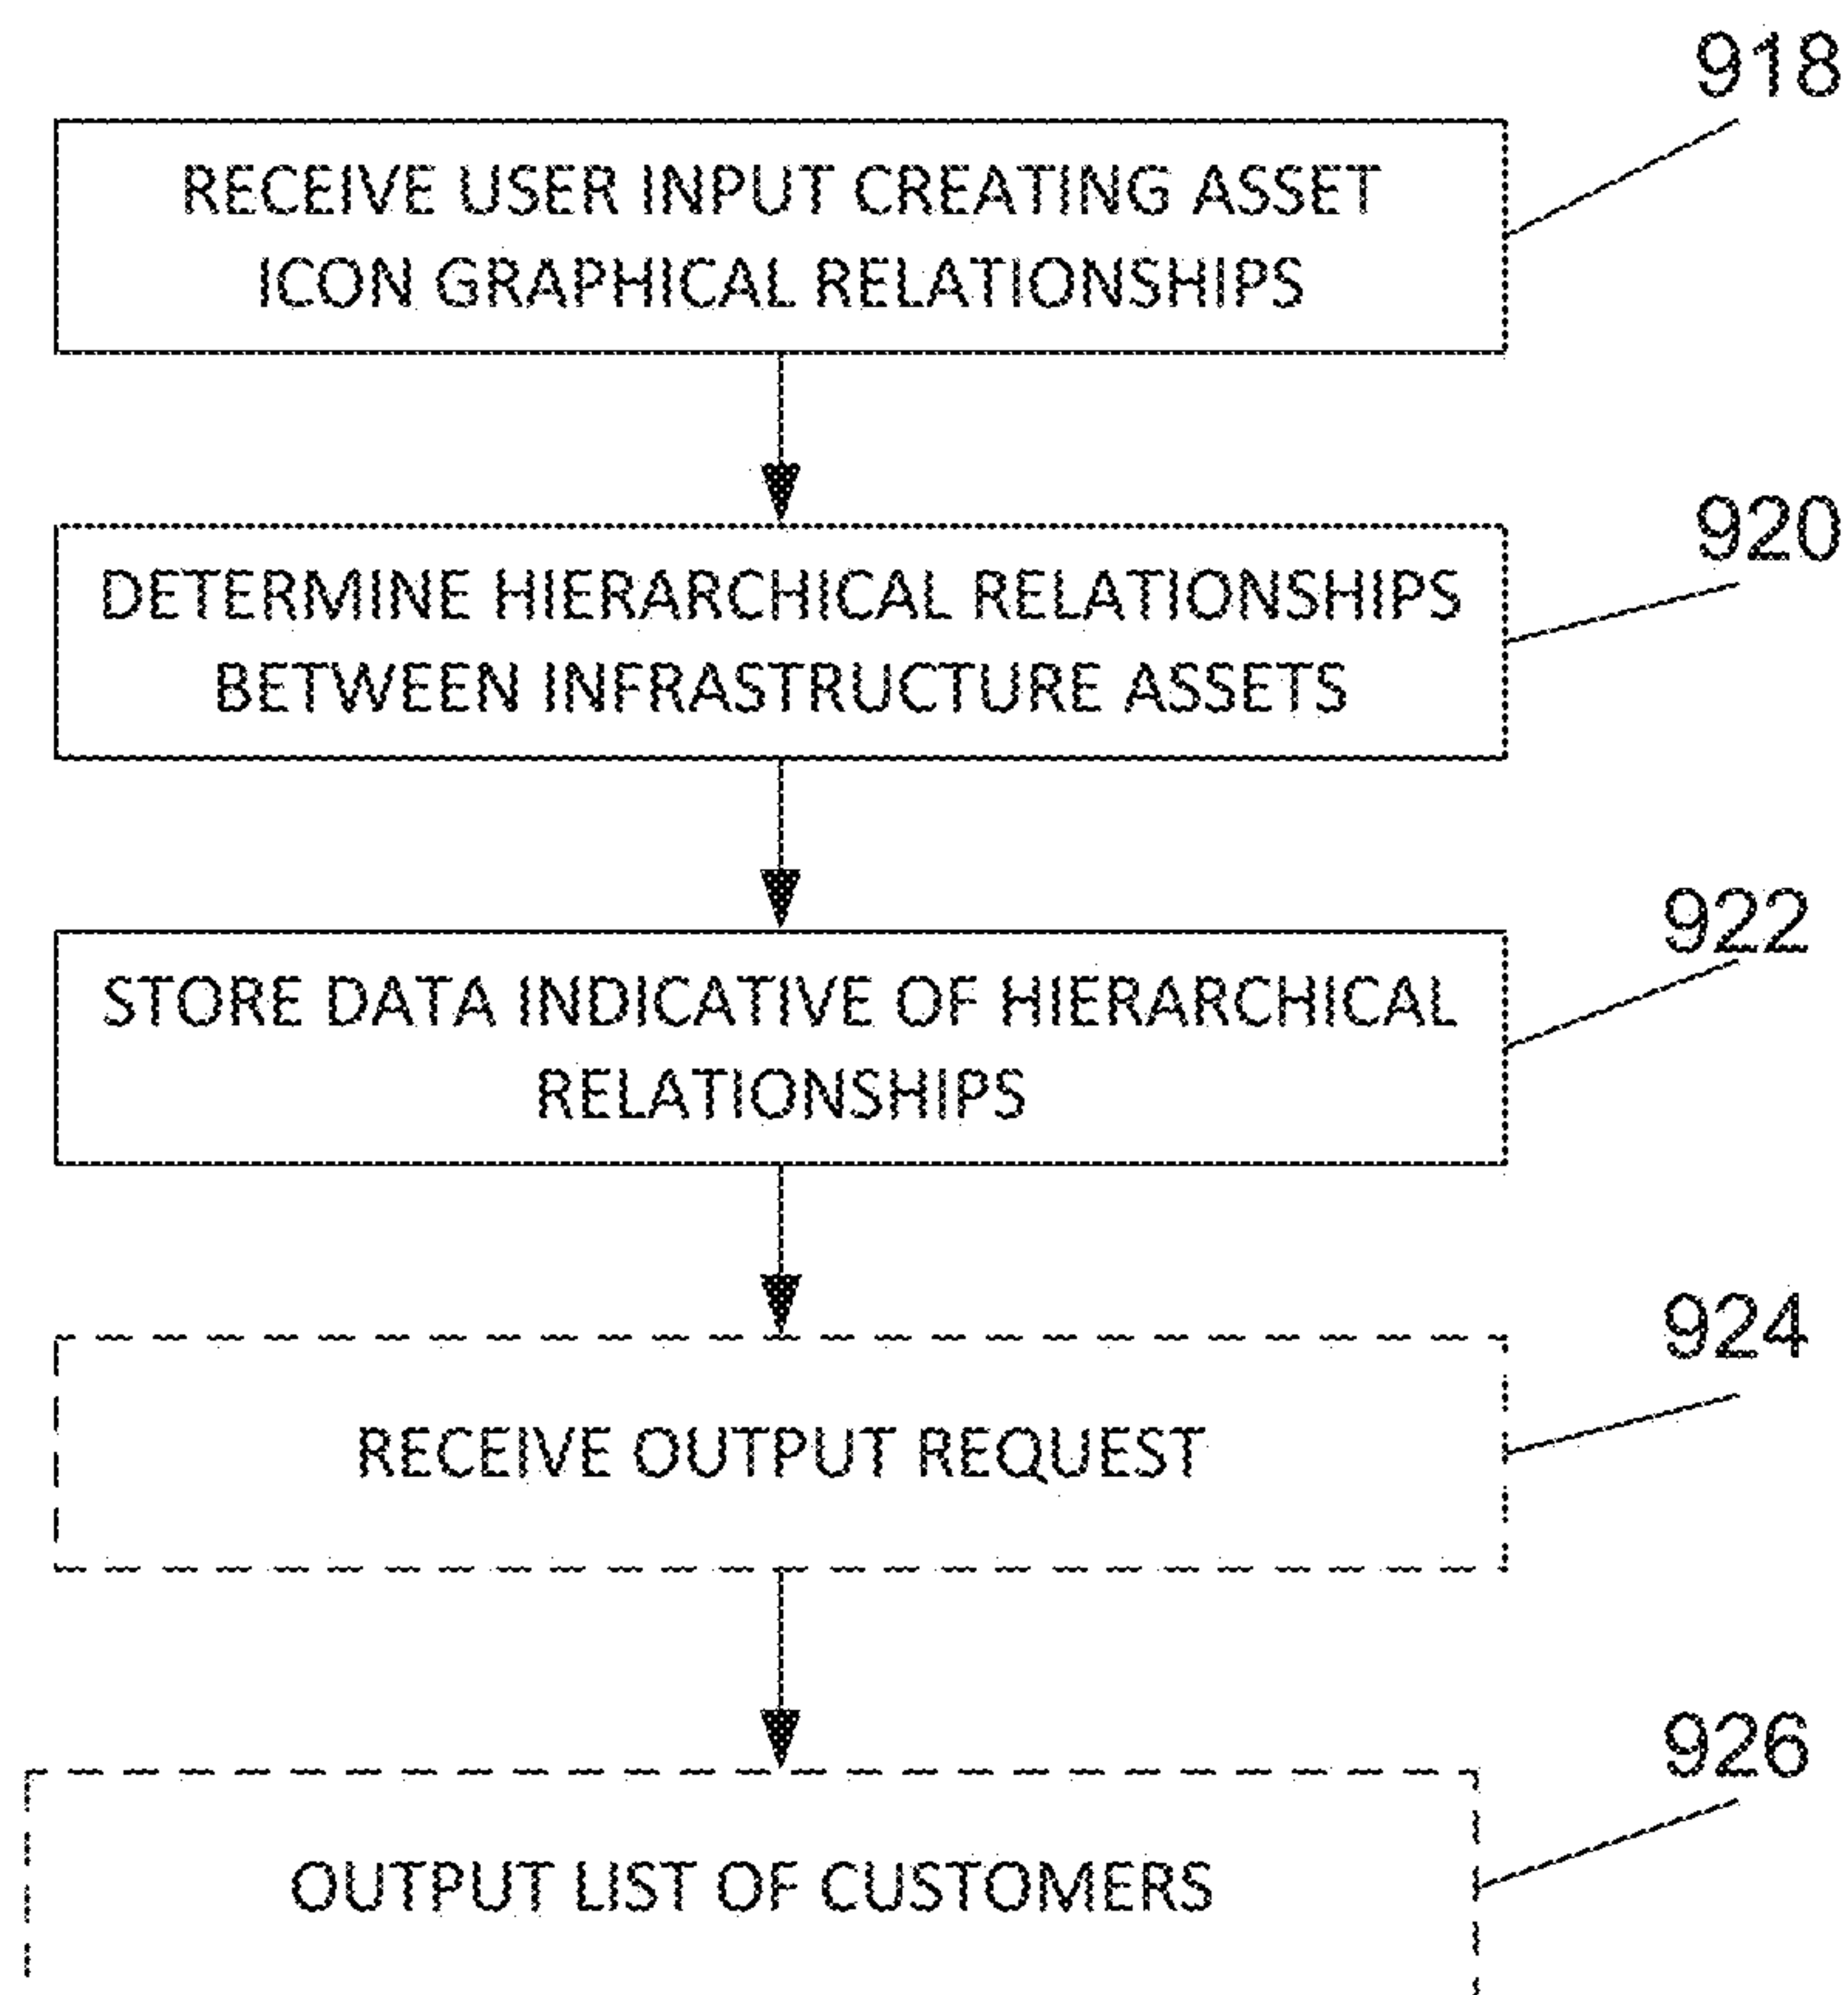 918
RECEIVE USER INPUT CREATING ASSET
ICON GRAPHICAL RELATIONSHIPS
920
DETERMINE HIERARCHICAL RELATIONSHIPS
BETWEEN INFRASTRUCTURE ASSETS
922
STORE DATA INDICATIVE OF HIERARCHICAL
RELATIONSHIPS
924
RECEIVE OUTPUT REQUEST
926
OUTPUT LIST OF CUSTOMERS